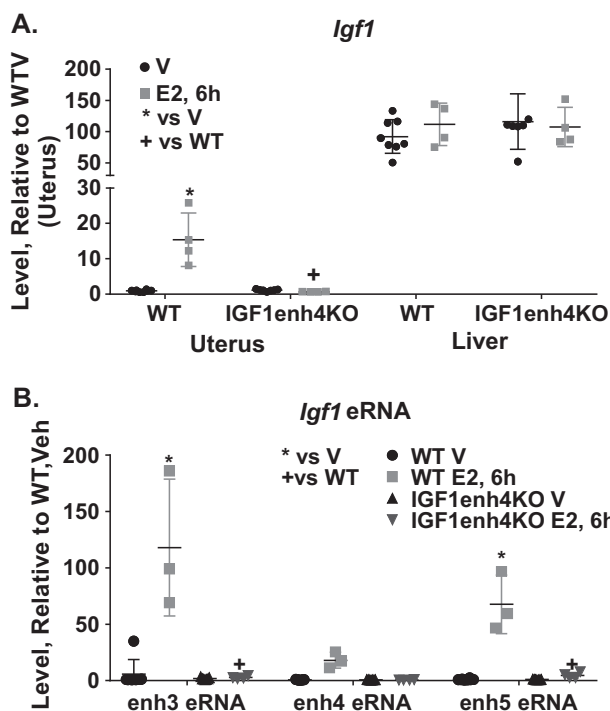 A.
Igf1
V
E2, 6h
* vs V
+ vs WT
Level, Relative to WTV
(Uterus)
200
150
100
50
30
20
10
0
*
+
WT IGF1enh4KO WT IGF1enh4KO
Uterus Liver
B.
Igf1 eRNA
* vs V
+vs WT
WT V
WT E2, 6h
IGF1enh4KO V
IGF1enh4KO E2, 6h
Level, Relative to WT,Veh
200
150
100
50
0
*
+
*
+
enh3 eRNA enh4 eRNA enh5 eRNA